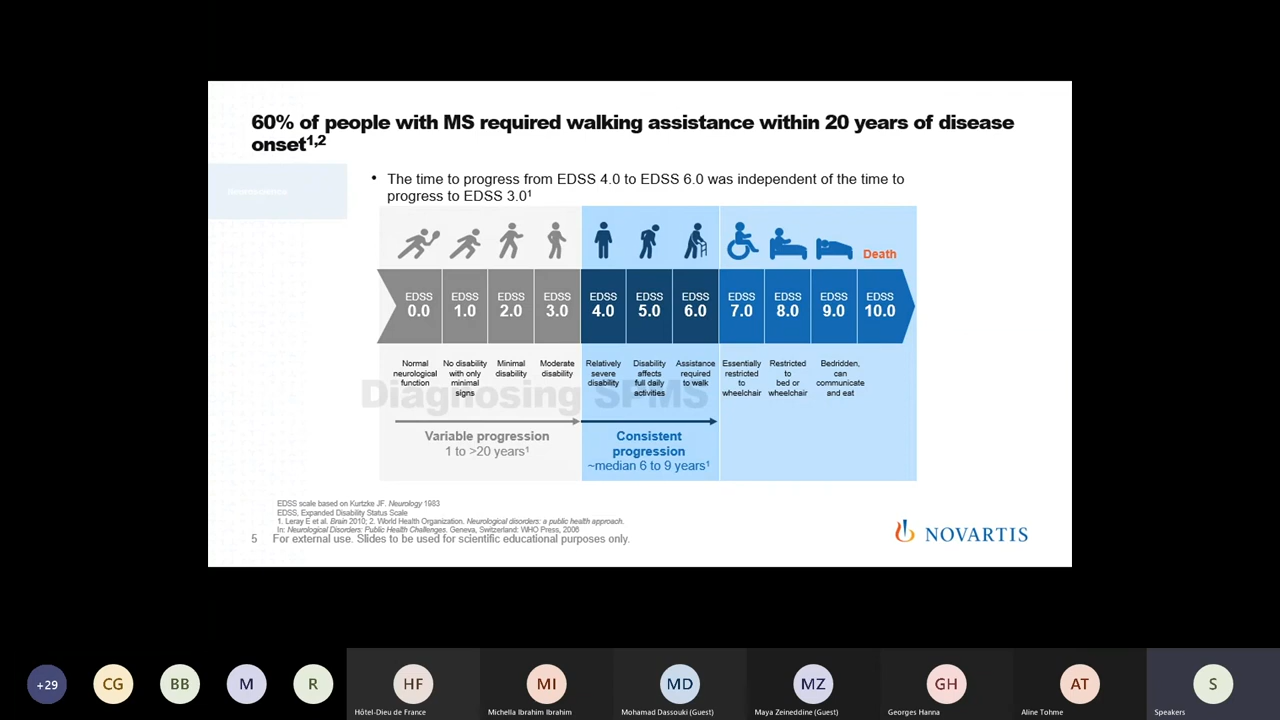 60% of people with MS required walking assistance within 20 years of disease
onset1,2
• The time to progress from EDSS 4.0 to EDSS 6.0 was independent of the time to
progress to EDSS 3.01
Death
EDSS EDSS EDSS EDSS EDSS EDSS EDSS EDSS EDSS EDSS EDSS
0.0 1.0 2.0 3.0 4.0 5.0 6.0 7.0 8.0 9.0 10.0
Normal
neurological
function
No disability
with only
minimal
signs
Minimal
disability
Moderate
disability
Relatively
severe
disability
Disability
affects
full daily
activities
Assistance
required
to walk
Essentially
restricted
to
wheelchair
Restricted
to
bed or
wheelchair
Bedridden,
can
communicate
and eat
Diagnosing SPMS
Variable progression
1 to >20 years1
Consistent
progression
~median 6 to 9 years1
EDSS scale based on Kurtzke JF. Neurology 1983
EDSS, Expanded Disability Status Scale
1. Leray E et al. Brain 2010; 2. World Health Organization. Neurological disorders: a public health approach.
In: Neurological Disorders: Public Health Challenges. Geneva, Switzerland: WHO Press, 2006
5 For external use. Slides to be used for scientific educational purposes only.
NOVARTIS
+29 CG BB M R HF MI MD MZ GH AT S
Hôtel-Dieu de France Michella Ibrahim Ibrahim Mohamad Dassouki (Guest) Maya Zeineddine (Guest) Georges Hanna Aline Tohme Speakers